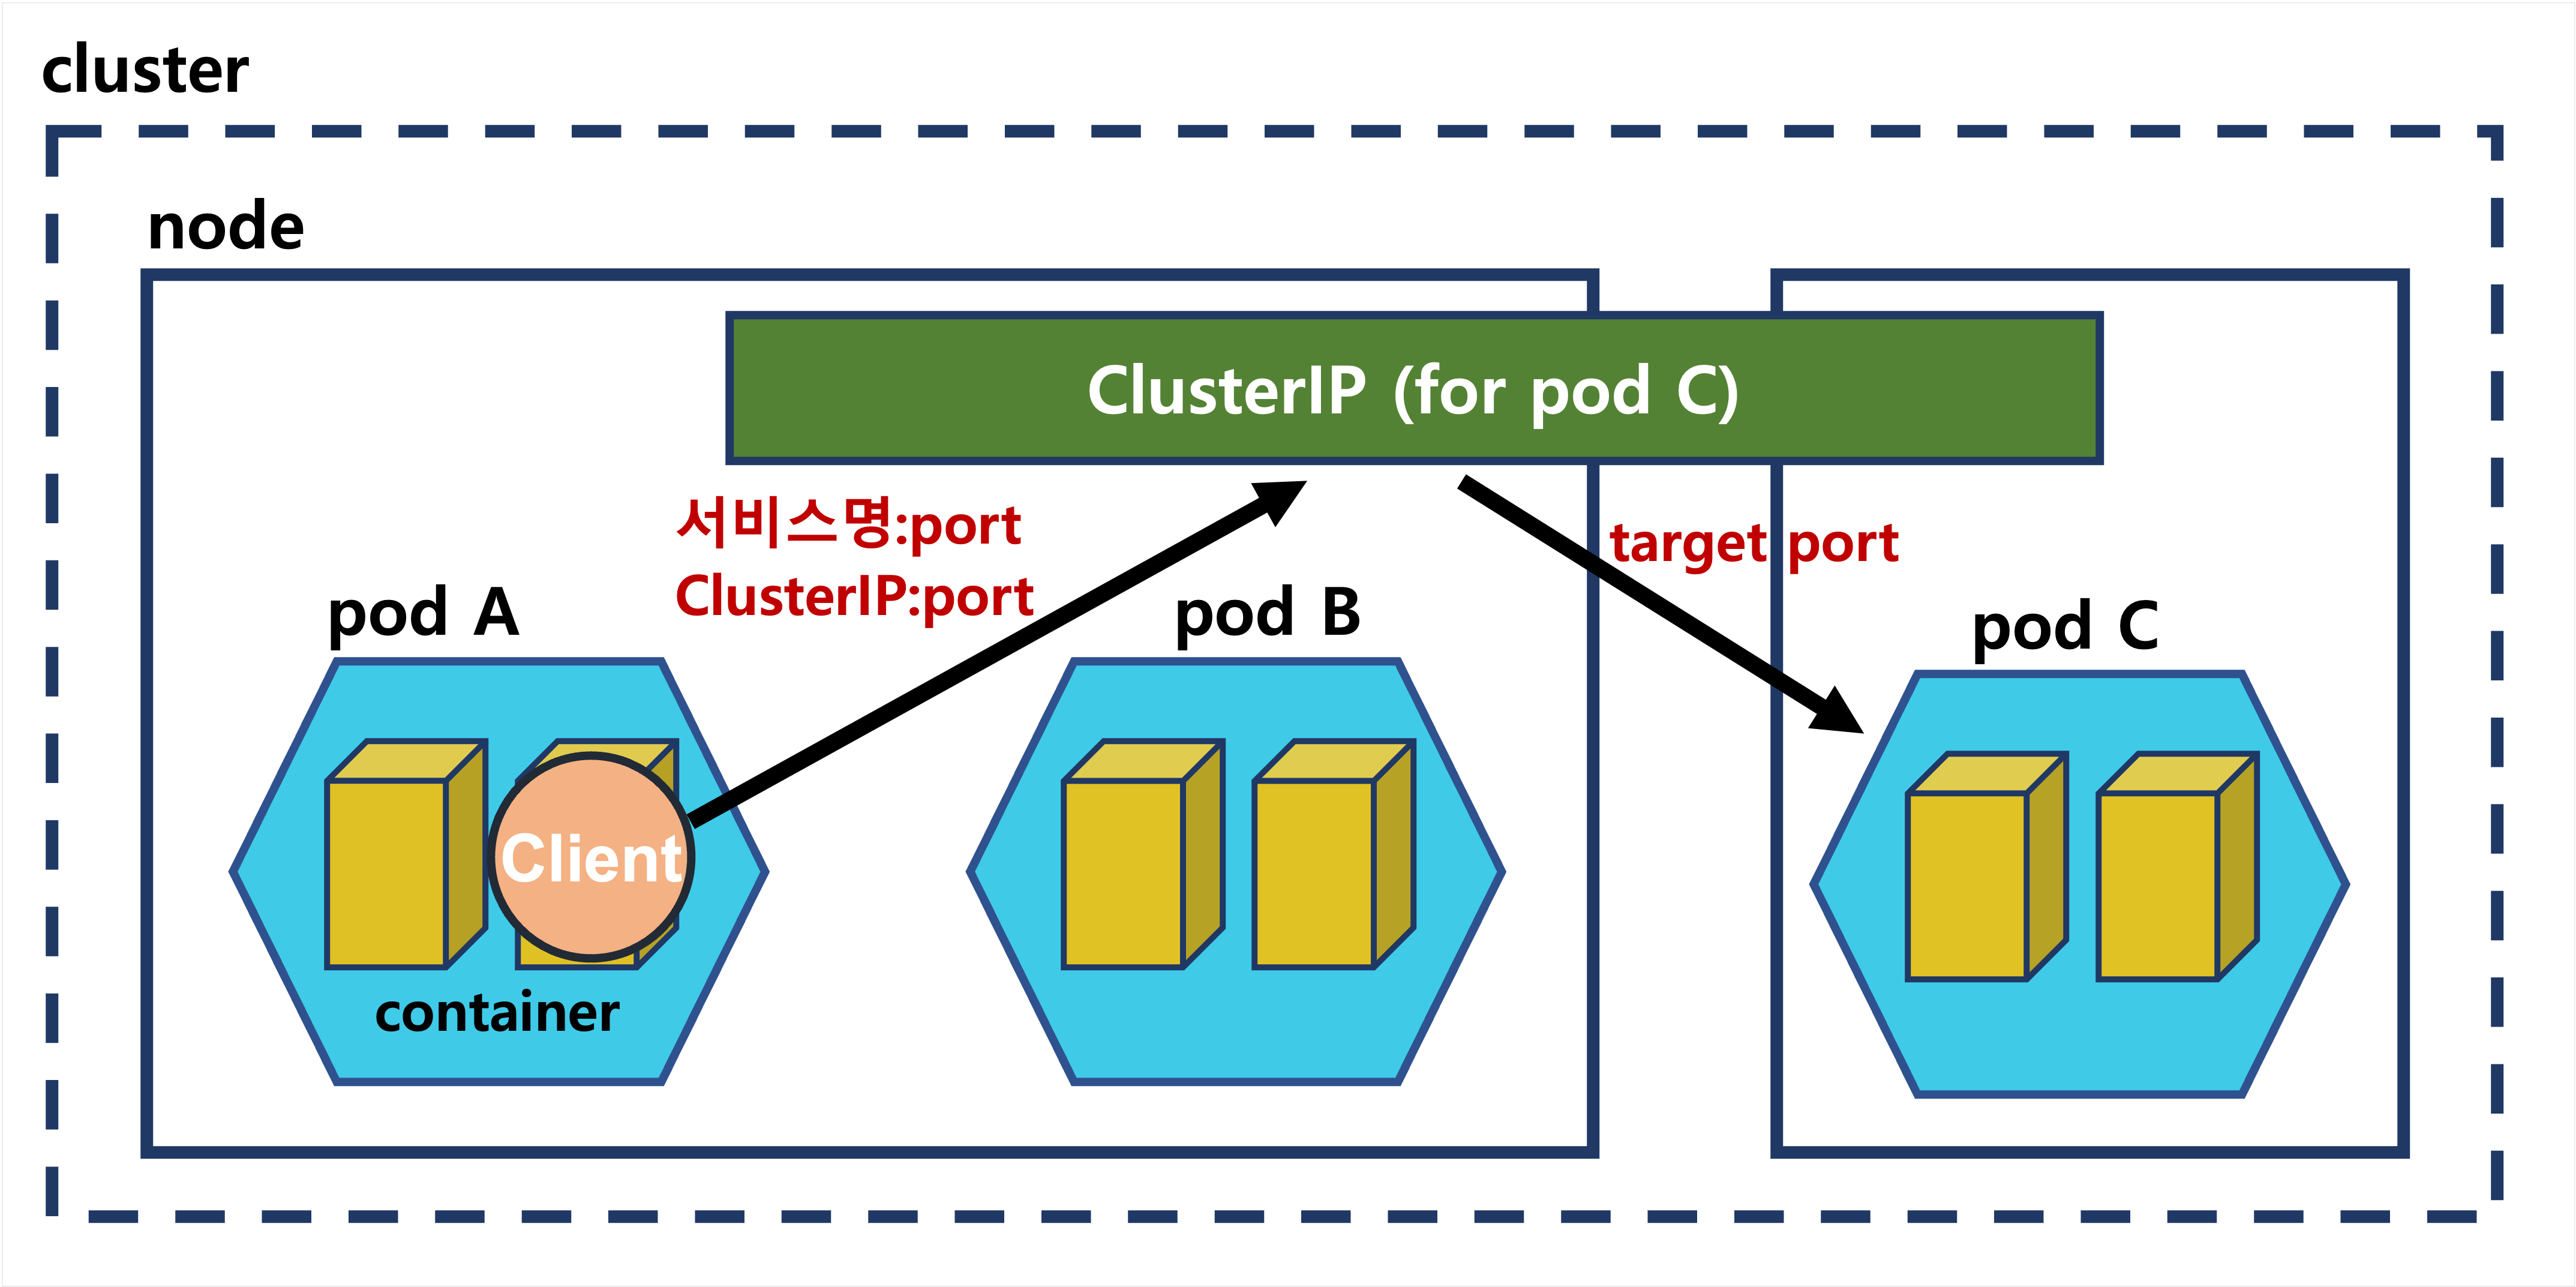 cluster
node
ClusterIP (for pod C)
서비스명:port
ClusterIP:port
target port
pod A
pod B
pod C
Client
container